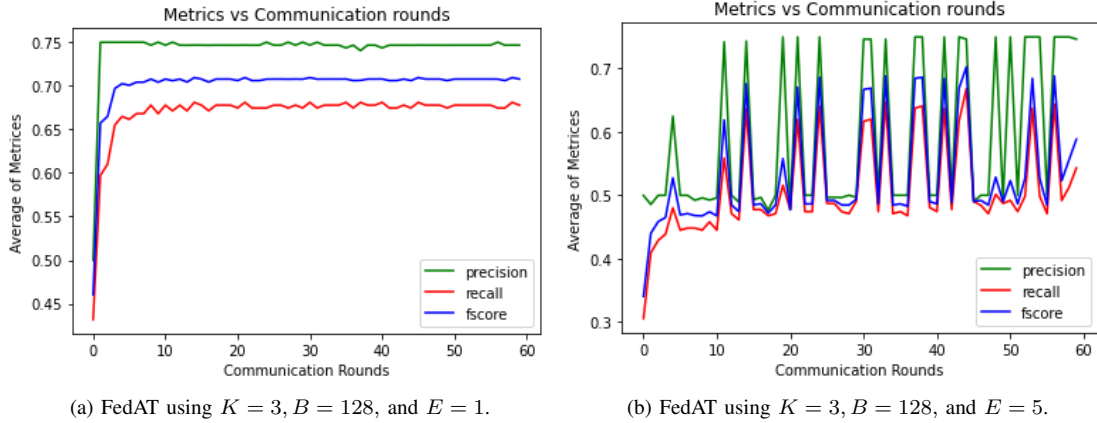 Metrics vs Communication rounds
0.75
0.70
0.65
0.60
0.55
0.50
0.45
Average of Metrics
precision
recall
fscore
0 10 20 30 40 50 60
Communication Rounds
(a) FedAT using K = 3, B = 128, and E = 1.
Metrics vs Communication rounds
0.7
0.6
0.5
0.4
0.3
Average of Metrics
precision
recall
fscore
0 10 20 30 40 50 60
Communication Rounds
(b) FedAT using K = 3, B = 128, and E = 5.